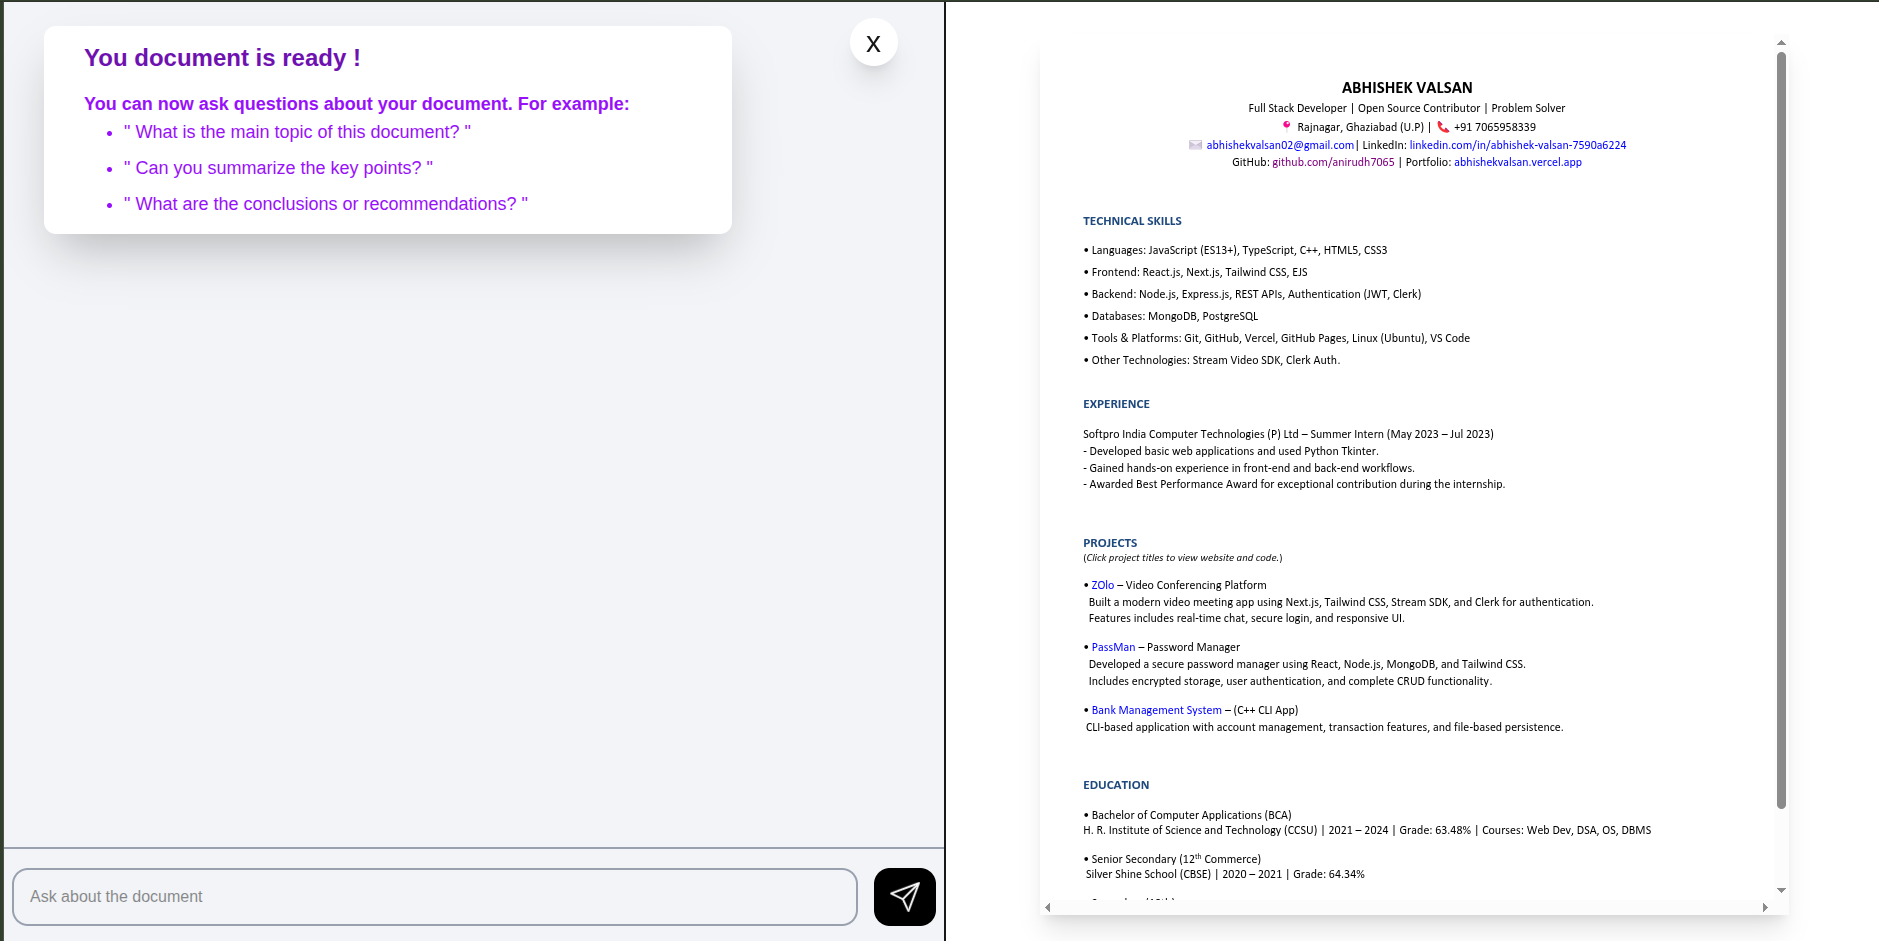 You document is ready !
X
You can now ask questions about your document. For example:
• " What is the main topic of this document? "
• " Can you summarize the key points? "
• " What are the conclusions or recommendations? "
Ask about the document
ABHISHEK VALSAN
Full Stack Developer | Open Source Contributor | Problem Solver
📍 Rajnagar, Ghaziabad (U.P) | 📞 +91 7065958339
✉ abhishekvalsan02@gmail.com| LinkedIn: linkedin.com/in/abhishek-valsan-7590a6224
GitHub: github.com/anirudh7065 | Portfolio: abhishekvalsan.vercel.app
TECHNICAL SKILLS
• Languages: JavaScript (ES13+), TypeScript, C++, HTML5, CSS3
• Frontend: React.js, Next.js, Tailwind CSS, EJS
• Backend: Node.js, Express.js, REST APIs, Authentication (JWT, Clerk)
• Databases: MongoDB, PostgreSQL
• Tools & Platforms: Git, GitHub, Vercel, GitHub Pages, Linux (Ubuntu), VS Code
• Other Technologies: Stream Video SDK, Clerk Auth.
EXPERIENCE
Softpro India Computer Technologies (P) Ltd – Summer Intern (May 2023 – Jul 2023)
- Developed basic web applications and used Python Tkinter.
- Gained hands-on experience in front-end and back-end workflows.
- Awarded Best Performance Award for exceptional contribution during the internship.
PROJECTS
(Click project titles to view website and code.)
• ZOlo – Video Conferencing Platform
Built a modern video meeting app using Next.js, Tailwind CSS, Stream SDK, and Clerk for authentication.
Features includes real-time chat, secure login, and responsive UI.
• PassMan – Password Manager
Developed a secure password manager using React, Node.js, MongoDB, and Tailwind CSS.
Includes encrypted storage, user authentication, and complete CRUD functionality.
• Bank Management System – (C++ CLI App)
CLI-based application with account management, transaction features, and file-based persistence.
EDUCATION
• Bachelor of Computer Applications (BCA)
H. R. Institute of Science and Technology (CCSU) | 2021 – 2024 | Grade: 63.48% | Courses: Web Dev, DSA, OS, DBMS
• Senior Secondary (12th Commerce)
Silver Shine School (CBSE) | 2020 – 2021 | Grade: 64.34%